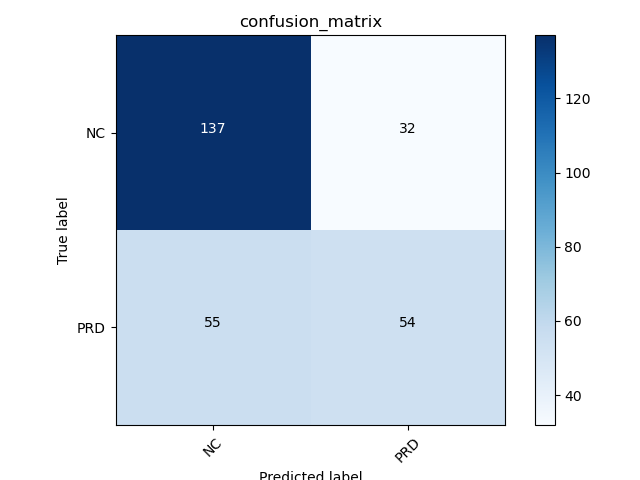 confusion_matrix
NC
137
32
PRD
55
54
True label
NC
PRD
Predicted label
120
100
80
60
40